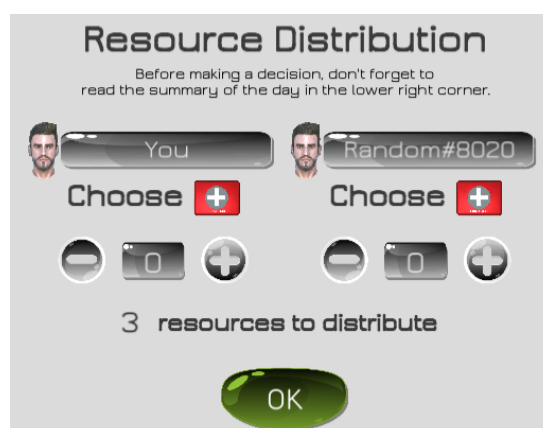 Resource Distribution
Before making a decision, don't forget to
read the summary of the day in the lower right corner.
You
Random#8020
Choose
Choose
0
0
3 resources to distribute
OK